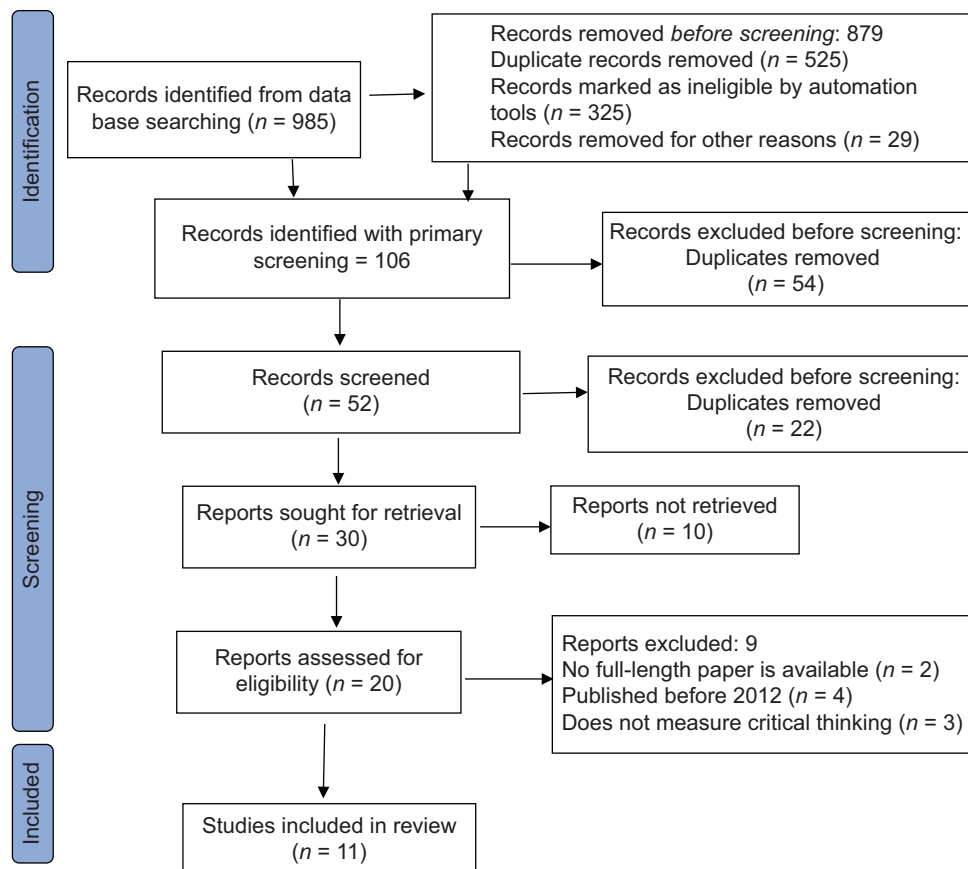 Identification
Records identified from data
base searching (n = 985)
Records removed before screening: 879
Duplicate records removed (n = 525)
Records marked as ineligible by automation
tools (n = 325)
Records removed for other reasons (n = 29)
Records identified with primary
screening = 106
Records excluded before screening:
Duplicates removed
(n = 54)
Screening
Records screened
(n = 52)
Records excluded before screening:
Duplicates removed
(n = 22)
Reports sought for retrieval
(n = 30)
Reports not retrieved
(n = 10)
Reports assessed for
eligibility (n = 20)
Reports excluded: 9
No full-length paper is available (n = 2)
Published before 2012 (n = 4)
Does not measure critical thinking (n = 3)
Included
Studies included in review
(n = 11)